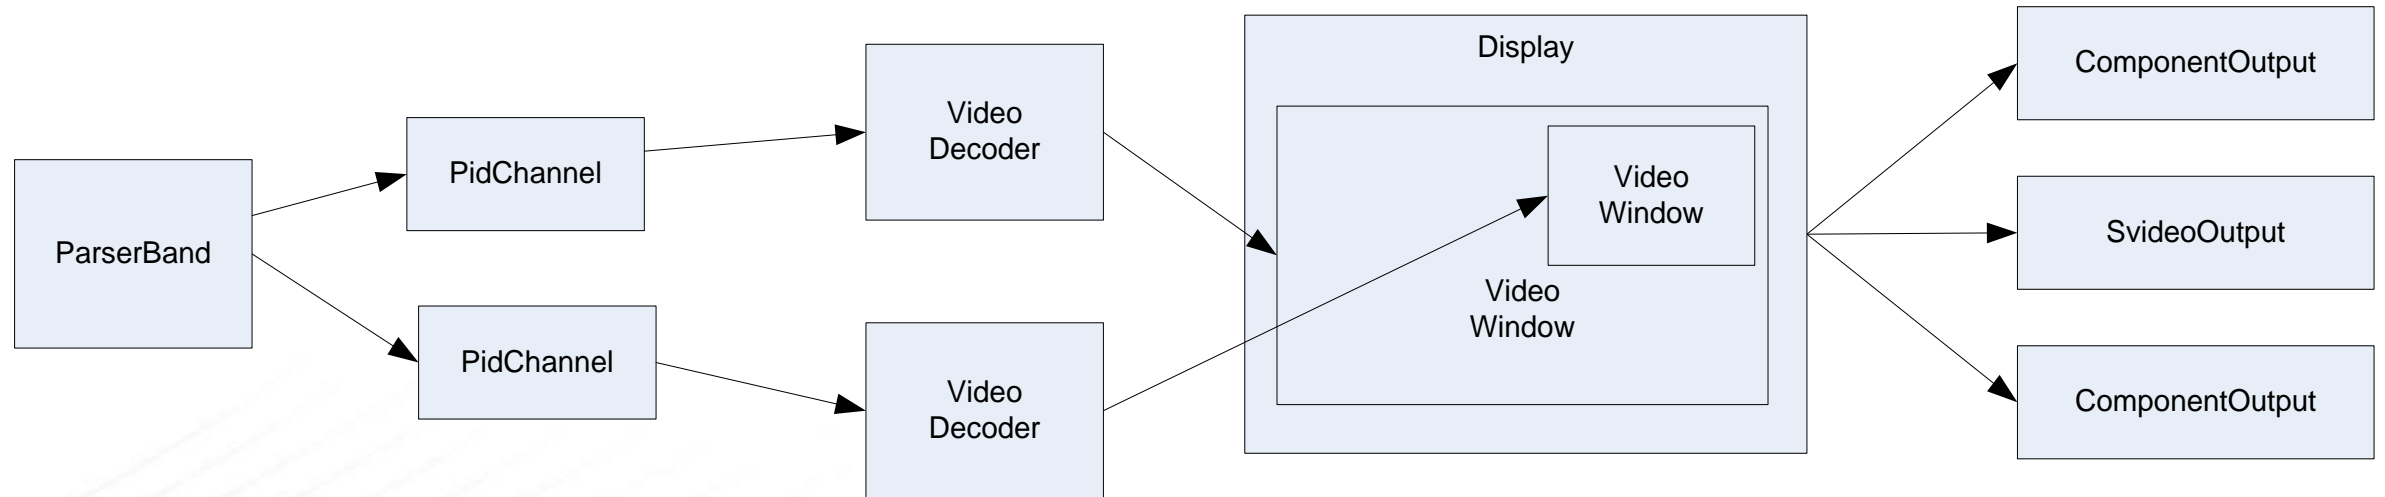 ParserBand
PidChannel
PidChannel
Video
Decoder
Video
Decoder
Display
Video
Window
Video
Window
ComponentOutput
SvideoOutput
ComponentOutput